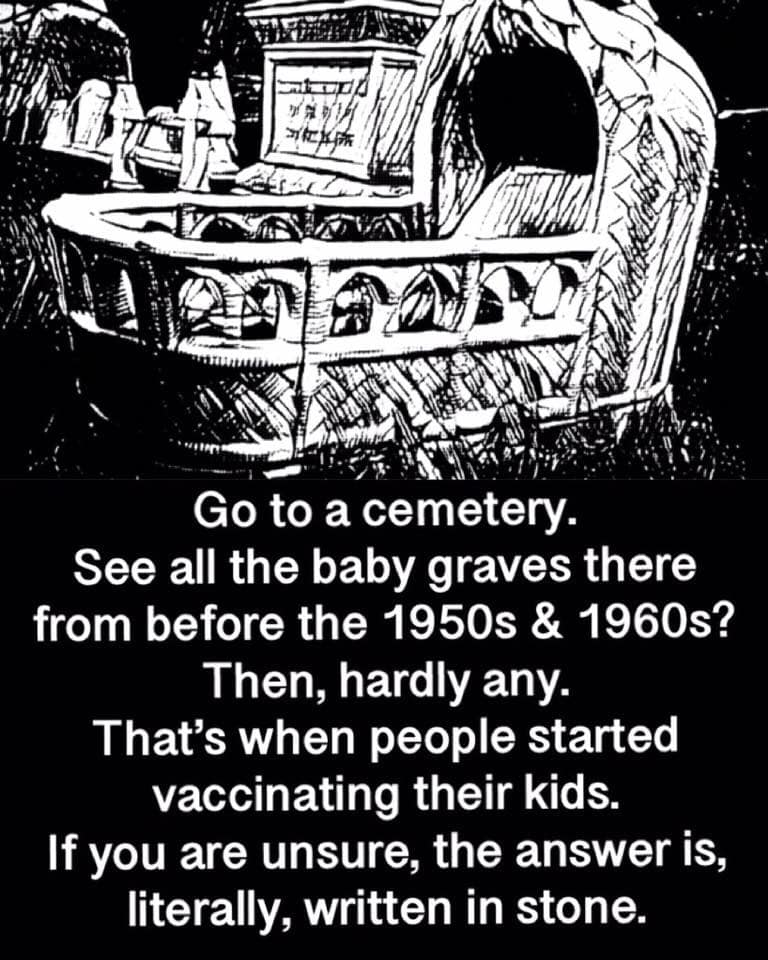 Go to a cemetery.
See all the baby graves there
from before the 1950s & 1960s?
Then, hardly any.
That’s when people started
vaccinating their kids.
If you are unsure, the answer is,
literally, written in stone.